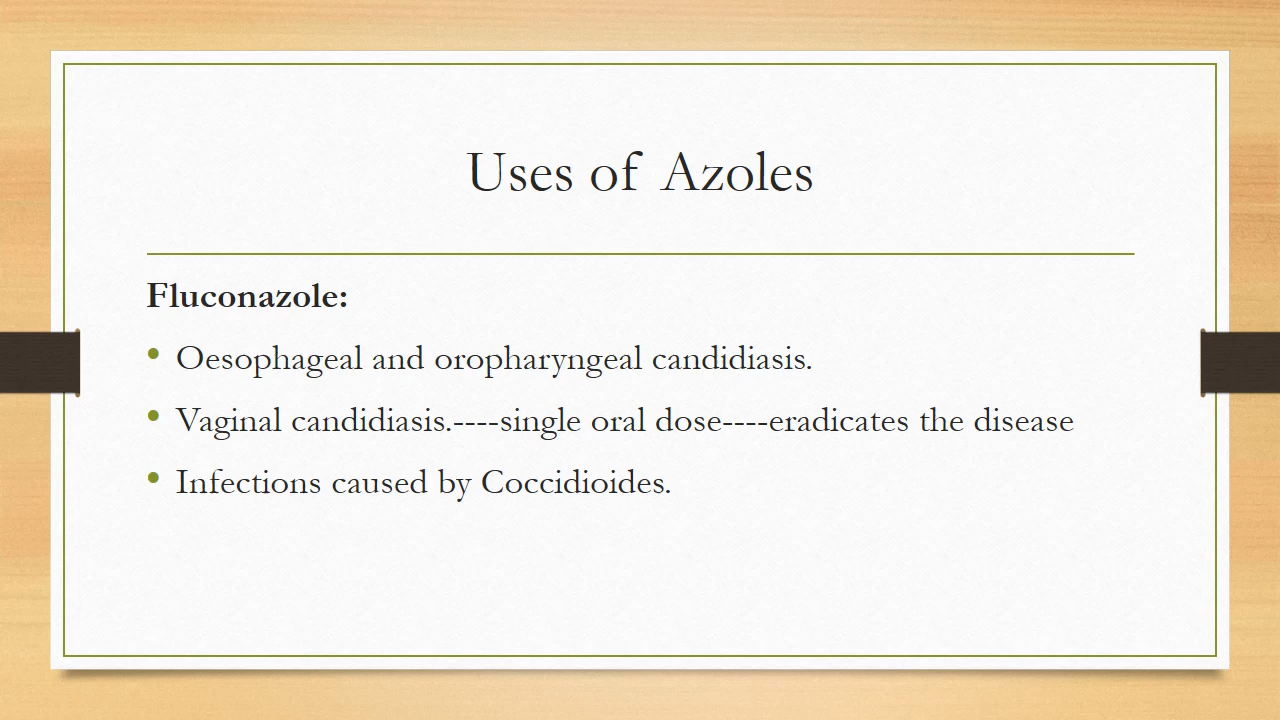 Uses of Azoles
Fluconazole:
• Oesophageal and oropharyngeal candidiasis.
• Vaginal candidiasis.----single oral dose----eradicates the disease
• Infections caused by Coccidioides.